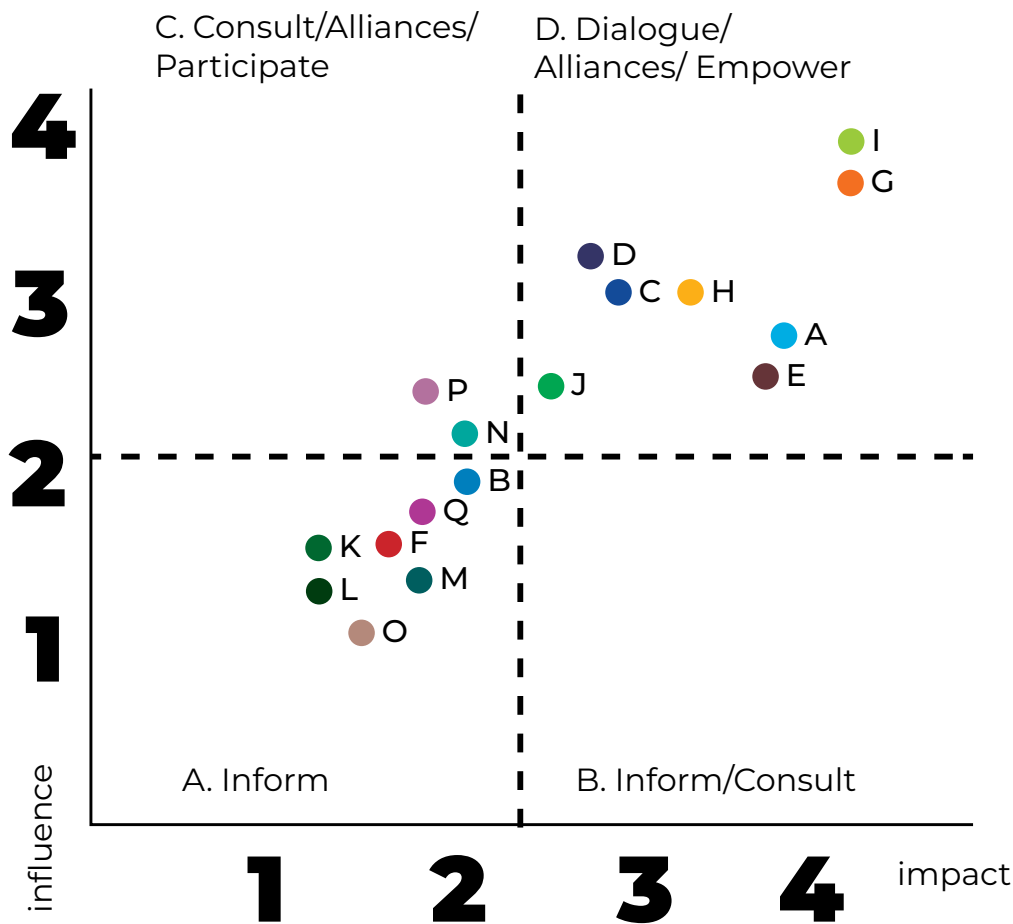 C. Consult/Alliances/
Participate
D. Dialogue/
Alliances/ Empower
4
I
G
D
3
C
H
A
E
J
P
N
2
B
Q
K
F
M
L
1
O
A. Inform
B. Inform/Consult
influence
1
2
3
4
impact